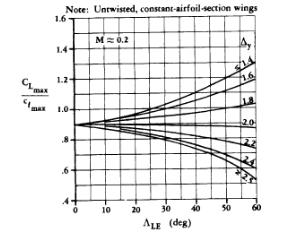 Note: Untwisted, constant-airfoil-section wings
1.6
M ≈ 0.2
Δy
1.4
≤ 1.4
1.6
1.2
1.8
CLmax
cℓmax
1.0
2.0
.8
2.2
2.4
.6
.4
0 10 20 30 40 50 60
ΛLE (deg)